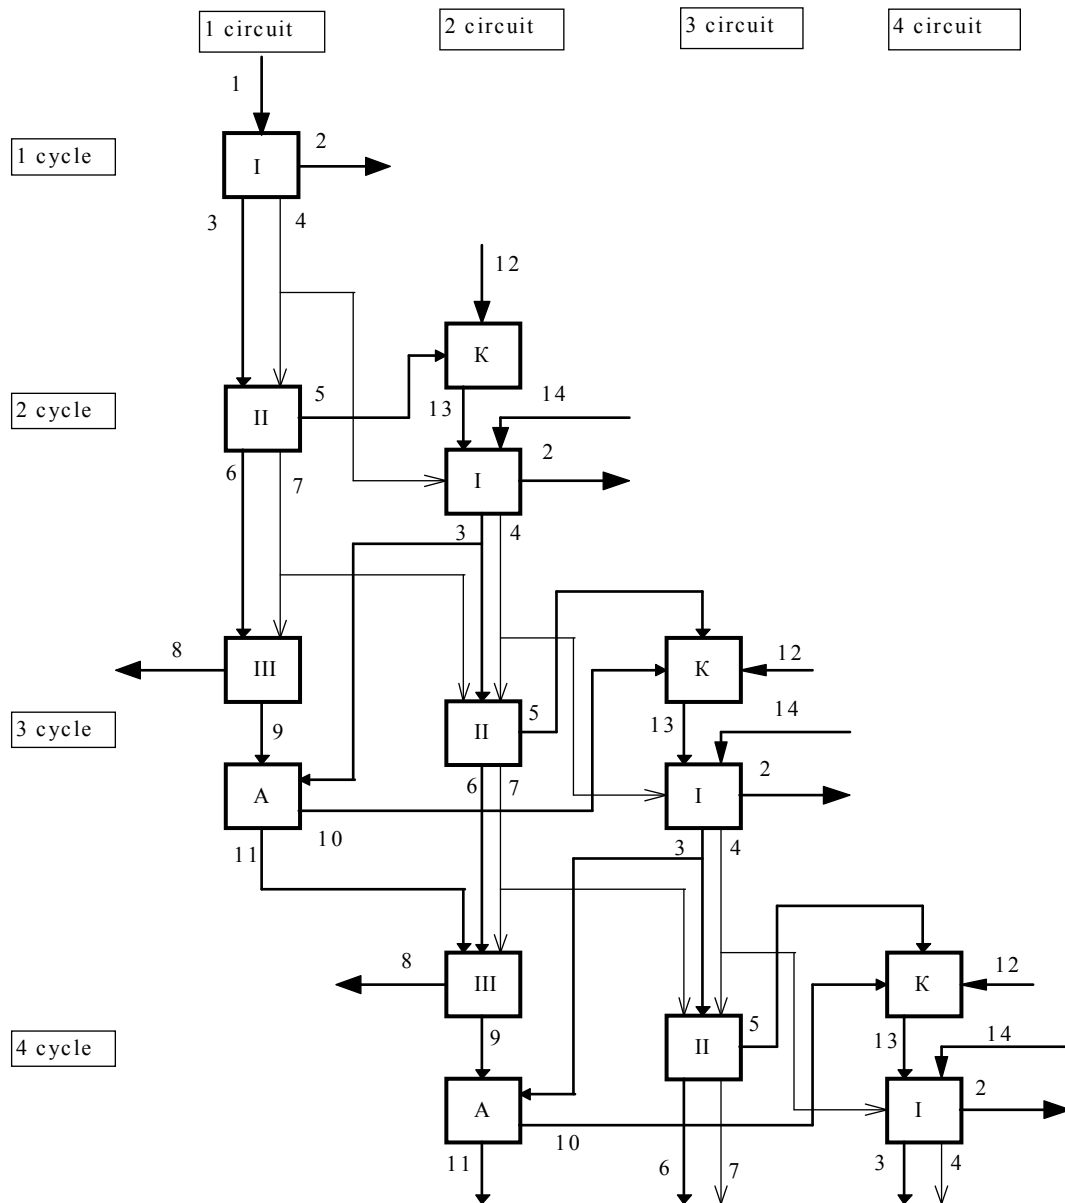 1 circuit 2 circuit 3 circuit 4 circuit
1
1 cycle I 2
3 4
12
K
2 cycle II 5 13 14
I 2
6 7
3 4
8 III K 12
3 cycle 9 II 5 13 14
A 6 7 I 2
11 10 3 4
8 III K 12
4 cycle 9 II 5 13 14
A I 2
11 10 6 7 3 4